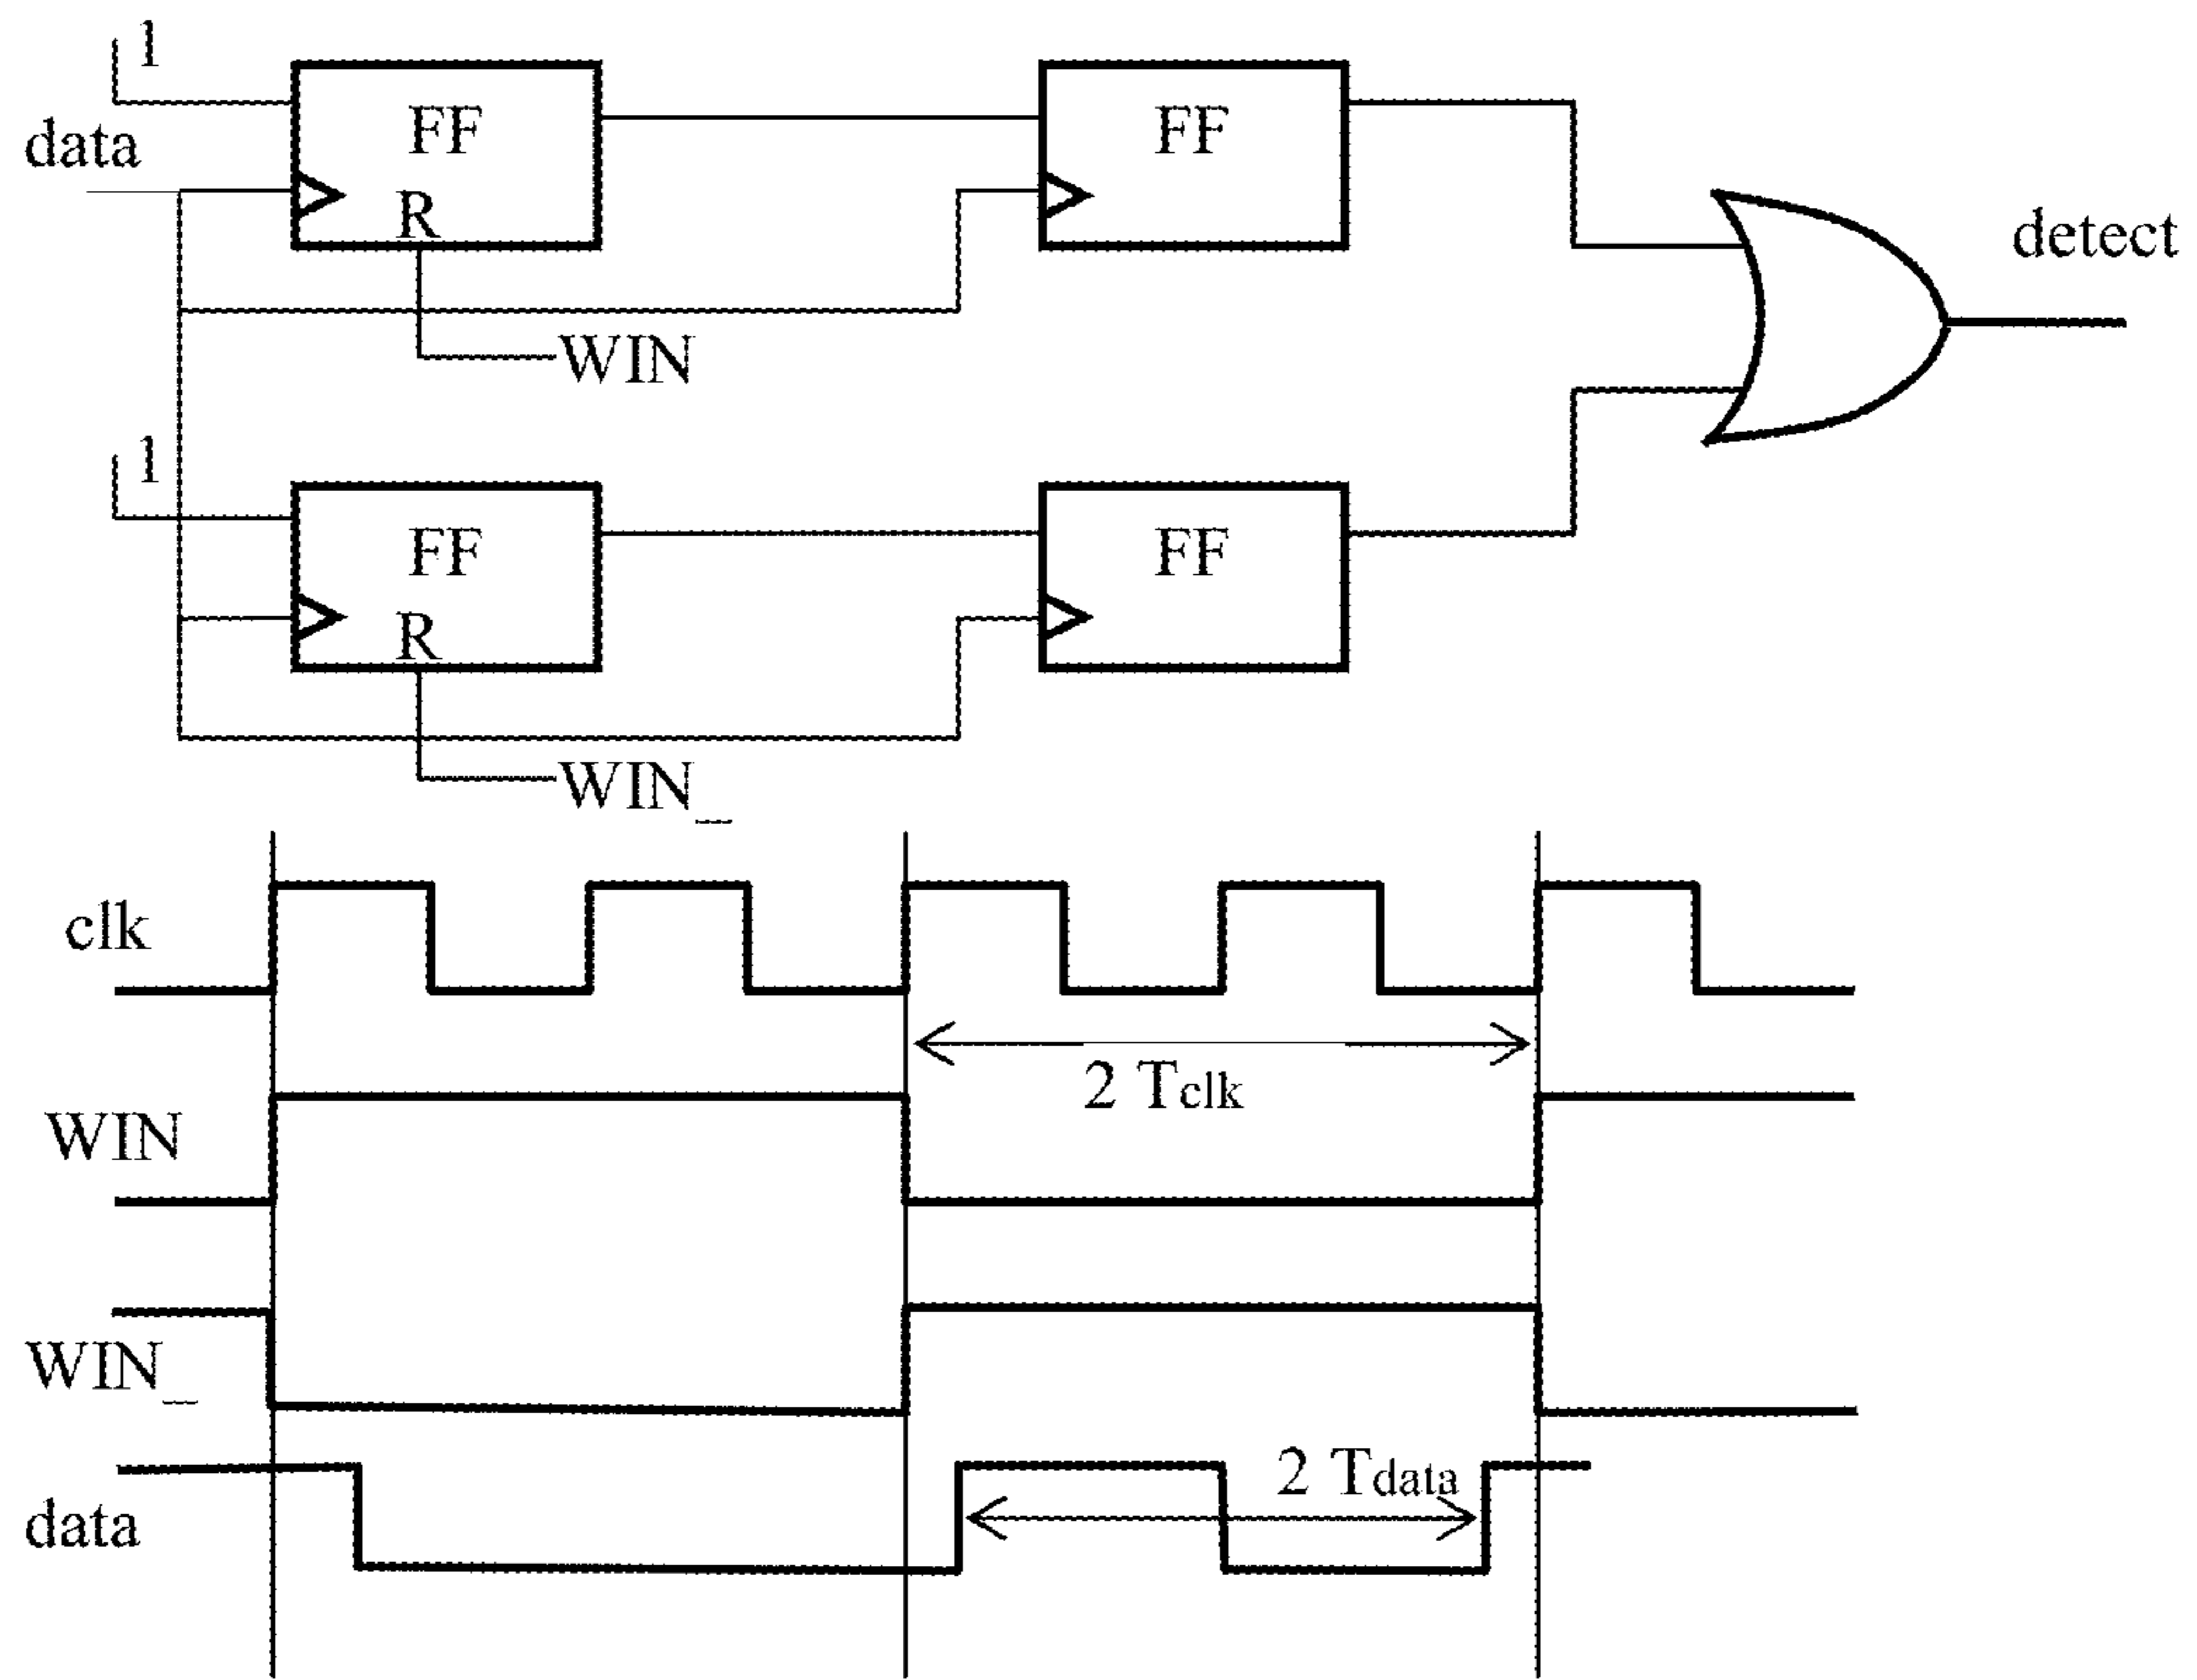 1
data
FF
R
FF
detect
WIN
1
FF
R
FF
WIN_
clk
2 Tclk
WIN
WIN_
2 Tdata
data